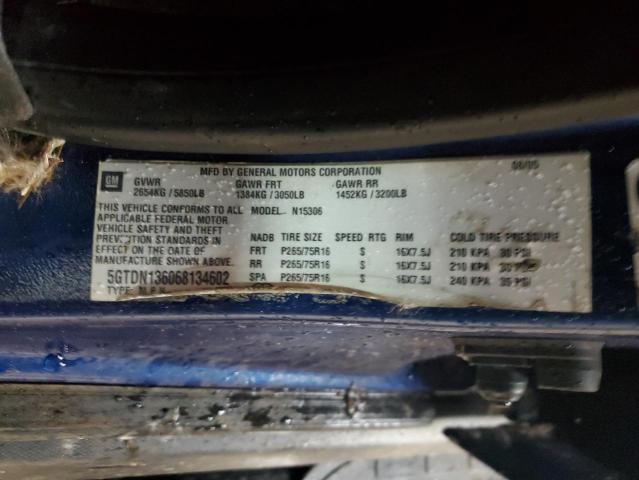 MFD BY GENERAL MOTORS CORPORATION 08/05
GM GVWR GAWR FRT GAWR RR
2654KG / 5850LB 1384KG / 3050LB 1452KG / 3200LB
THIS VEHICLE CONFORMS TO ALL MODEL: N15306
APPLICABLE FEDERAL MOTOR
VEHICLE SAFETY AND THEFT
PREVENTION STANDARDS IN
EFFECT ON THE DATE OF
MANUFACTURE SHOWN ABOVE.
5GTDN136068134602
TYPE: M.P.V.
NADB TIRE SIZE SPEED RTG RIM COLD TIRE PRESSURE
FRT P265/75R16 S 16X7.5J 210 KPA 30 PSI
RR P265/75R16 S 16X7.5J 210 KPA 30 PSI
SPA P265/75R16 S 16X7.5J 240 KPA 35 PSI